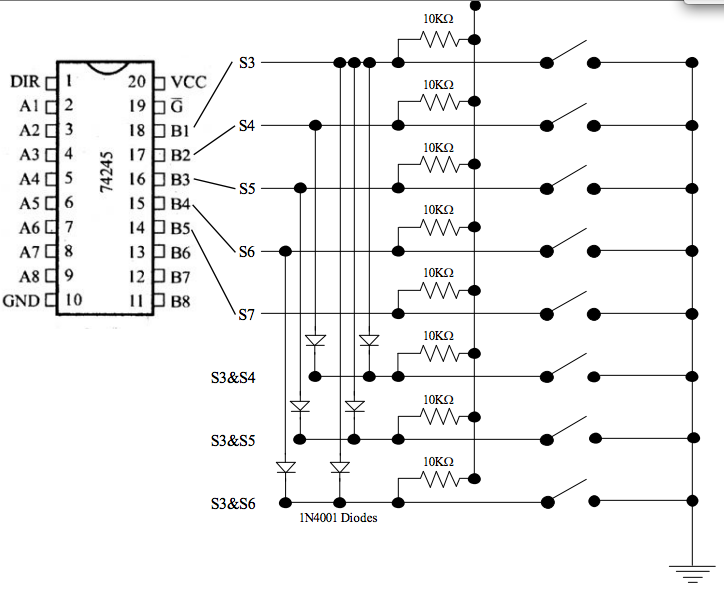 DIR 1 20 VCC
A1 2 19 G̅
A2 3 18 B1
A3 4 17 B2
A4 5 16 B3
A5 6 15 B4
A6 7 14 B5
A7 8 13 B6
A8 9 12 B7
GND 10 11 B8
74245
10KΩ
S3
10KΩ
S4
10KΩ
S5
10KΩ
S6
10KΩ
S7
10KΩ
S3&S4
10KΩ
S3&S5
10KΩ
S3&S6
1N4001 Diodes